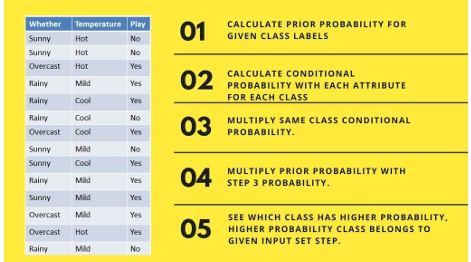 Whether Temperature Play
Sunny Hot No
Sunny Hot No
Overcast Hot Yes
Rainy Mild Yes
Rainy Cool Yes
Rainy Cool No
Overcast Cool Yes
Sunny Mild No
Sunny Cool Yes
Rainy Mild Yes
Sunny Mild Yes
Overcast Mild Yes
Overcast Hot Yes
Rainy Mild No
01 CALCULATE PRIOR PROBABILITY FOR
GIVEN CLASS LABELS
02 CALCULATE CONDITIONAL
PROBABILITY WITH EACH ATTRIBUTE
FOR EACH CLASS
03 MULTIPLY SAME CLASS CONDITIONAL
PROBABILITY.
04 MULTIPLY PRIOR PROBABILITY WITH
STEP 3 PROBABILITY.
05 SEE WHICH CLASS HAS HIGHER PROBABILITY,
HIGHER PROBABILITY CLASS BELONGS TO
GIVEN INPUT SET STEP.